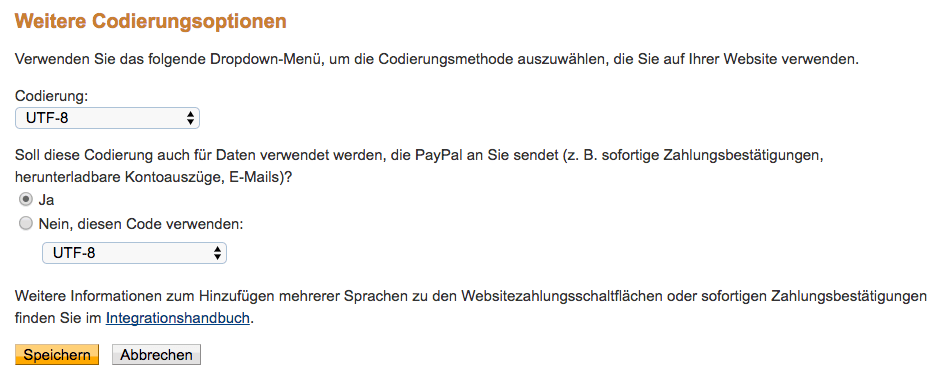 Weitere Codierungsoptionen
Verwenden Sie das folgende Dropdown-Menü, um die Codierungsmethode auszuwählen, die Sie auf Ihrer Website verwenden.
Codierung:
UTF-8
Soll diese Codierung auch für Daten verwendet werden, die PayPal an Sie sendet (z. B. sofortige Zahlungsbestätigungen,
herunterladbare Kontoauszüge, E-Mails)?
Ja
Nein, diesen Code verwenden:
UTF-8
Weitere Informationen zum Hinzufügen mehrerer Sprachen zu den Websitezahlungsschaltflächen oder sofortigen Zahlungsbestätigungen
finden Sie im Integrationshandbuch.
Speichern Abbrechen